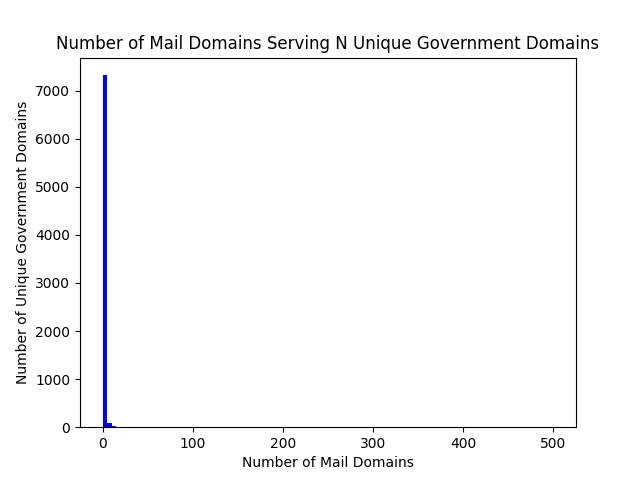 Number of Mail Domains Serving N Unique Government Domains
Number of Unique Government Domains
7000
6000
5000
4000
3000
2000
1000
0
0 100 200 300 400 500
Number of Mail Domains